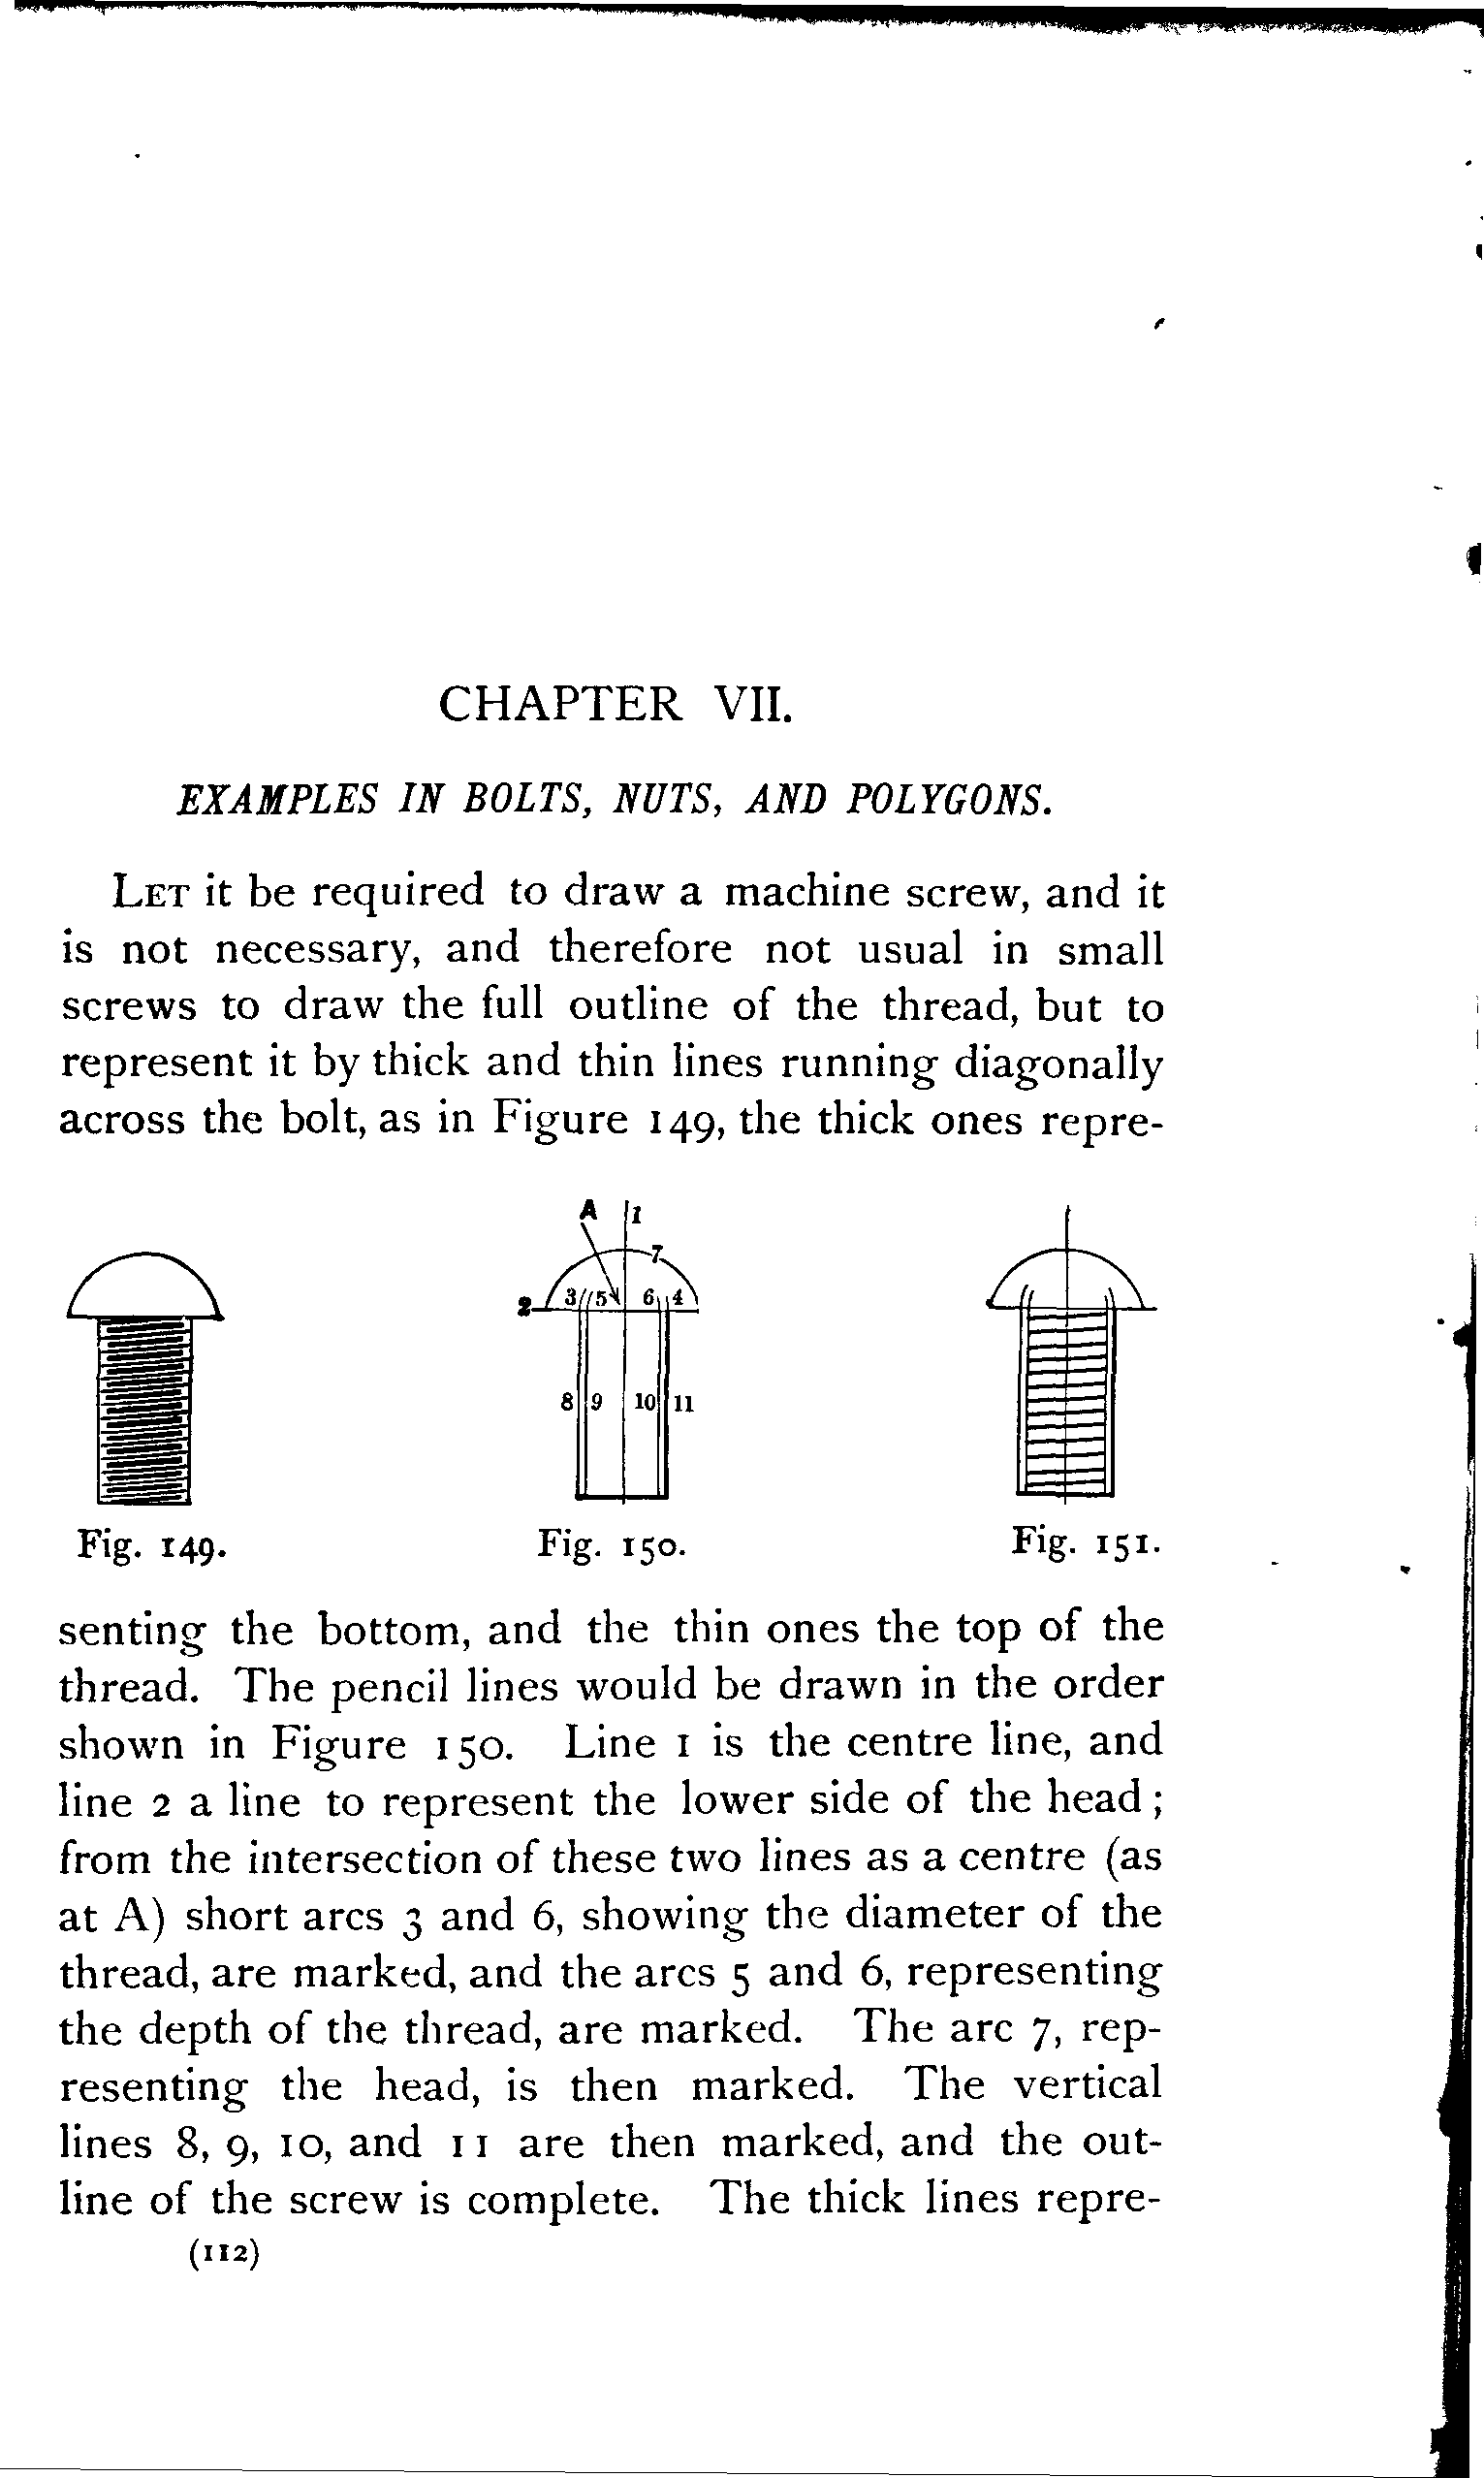 CHAPTER VII.
EXAMPLES IN BOLTS, NUTS, AND POLYGONS.
LET it be required to draw a machine screw, and it
is not necessary, and therefore not usual in small
screws to draw the full outline of the thread, but to
represent it by thick and thin lines running diagonally
across the bolt, as in Figure 149, the thick ones repre-
A 1
7
2 3 5 6 4
8 9 10 11
Fig. 149.
Fig. 150.
Fig. 151.
senting the bottom, and the thin ones the top of the
thread. The pencil lines would be drawn in the order
shown in Figure 150. Line 1 is the centre line, and
line 2 a line to represent the lower side of the head;
from the intersection of these two lines as a centre (as
at A) short arcs 3 and 6, showing the diameter of the
thread, are marked, and the arcs 5 and 6, representing
the depth of the thread, are marked. The arc 7, rep-
resenting the head, is then marked. The vertical
lines 8, 9, 10, and 11 are then marked, and the out-
line of the screw is complete. The thick lines repre-
(112)